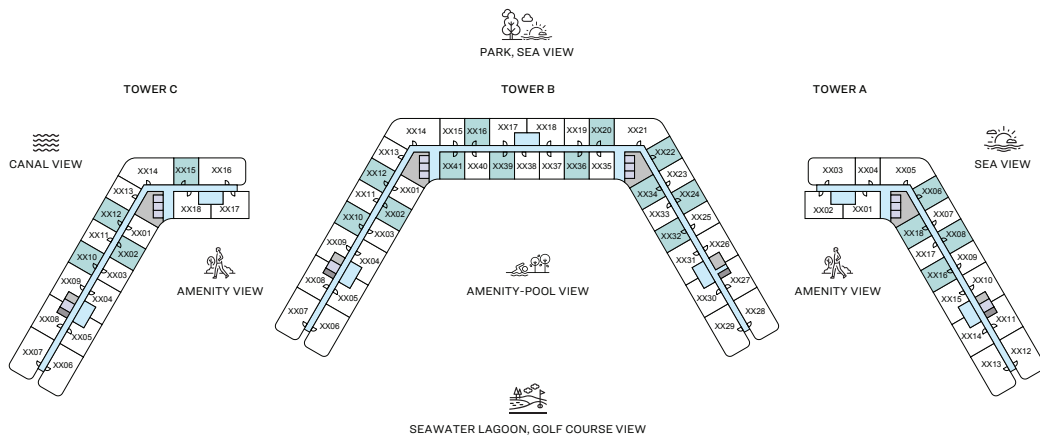 PARK, SEA VIEW
TOWER C
TOWER B
TOWER A
CANAL VIEW
SEA VIEW
XX14
XX15
XX16
XX13
XX12
XX11
XX10
XX09
XX08
XX07
XX06
XX05
XX04
XX03
XX02
XX01
XX18
XX17
AMENITY VIEW
XX14
XX15
XX16
XX17
XX18
XX19
XX20
XX21
XX13
XX12
XX11
XX10
XX09
XX08
XX07
XX06
XX05
XX04
XX03
XX02
XX01
XX41
XX40
XX39
XX38
XX37
XX36
XX35
XX22
XX23
XX24
XX25
XX26
XX27
XX28
XX29
XX30
XX31
XX32
XX33
XX34
AMENITY-POOL VIEW
XX03
XX04
XX05
XX02
XX01
XX06
XX07
XX08
XX09
XX10
XX11
XX12
XX13
XX14
XX15
XX16
XX17
XX18
AMENITY VIEW
SEAWATER LAGOON, GOLF COURSE VIEW